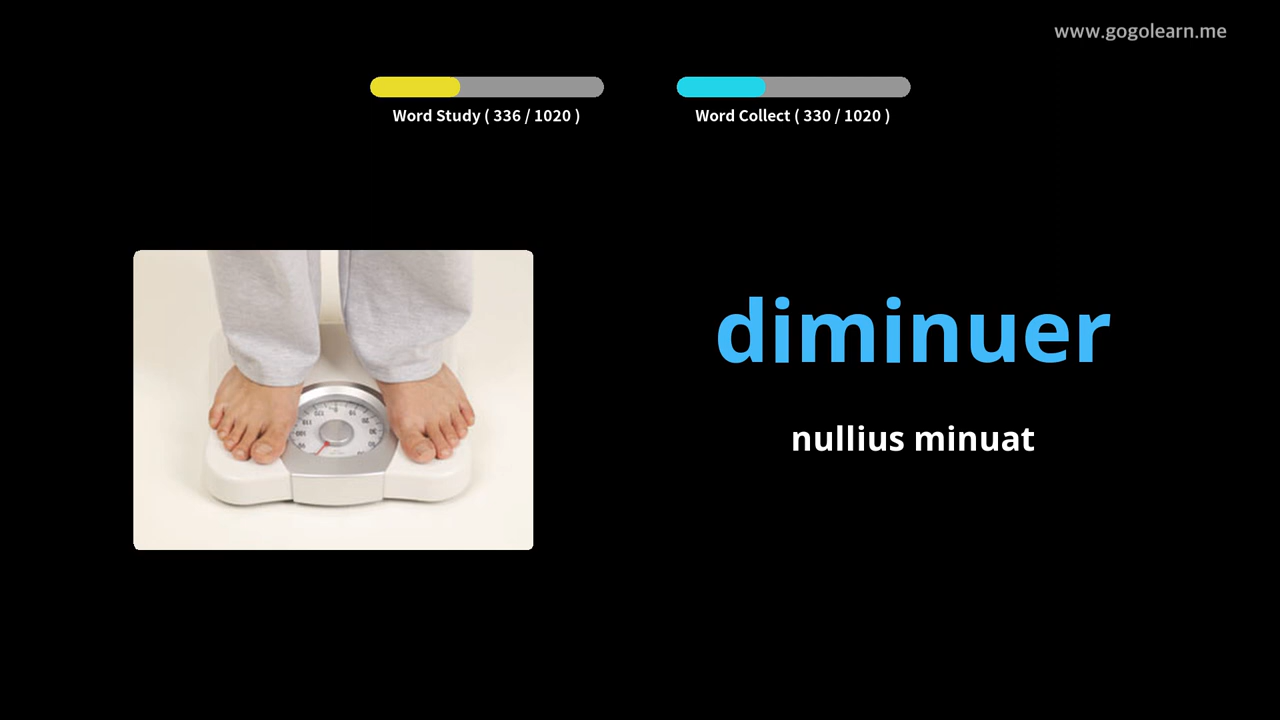 www.gogolearn.me
Word Study ( 336 / 1020 )
Word Collect ( 330 / 1020 )
diminuer
nullius minuat